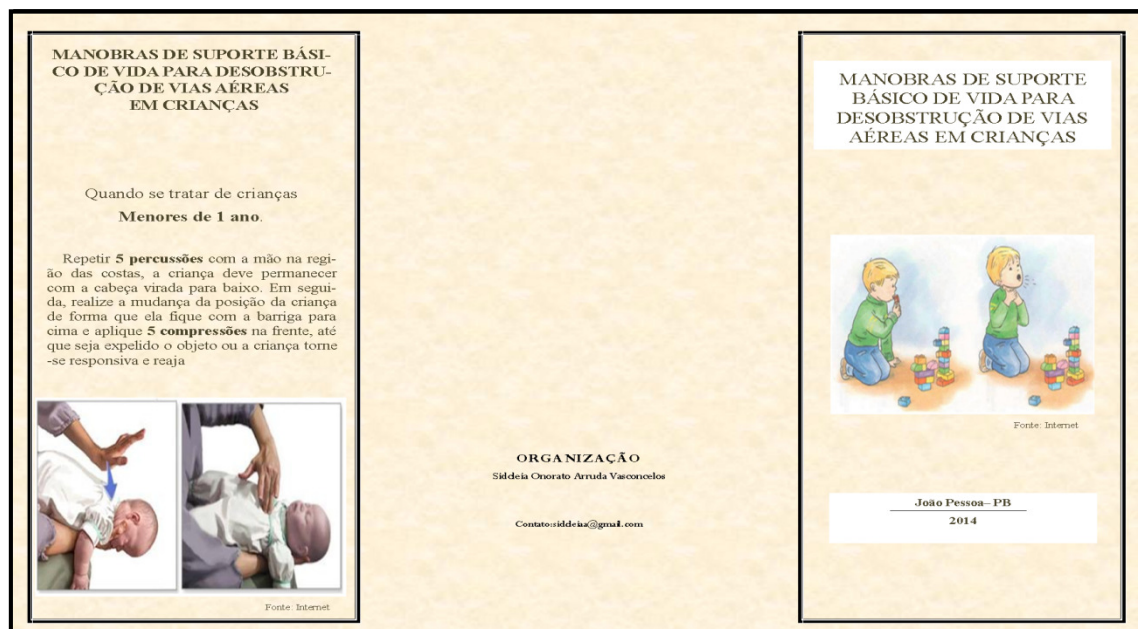 MANOBRAS DE SUPORTE BÁSI-
CO DE VIDA PARA DESOBSTRU-
ÇÃO DE VIAS AÉREAS
EM CRIANÇAS
Quando se tratar de crianças
Menores de 1 ano.
Repetir 5 percussões com a mão na regi-
ão das costas, a criança deve permanecer
com a cabeça virada para baixo. Em segui-
da, realize a mudança da posição da criança
de forma que ela fique com a barriga para
cima e aplique 5 compressões na frente, até
que seja expelido o objeto ou a criança torne
-se responsiva e reaja
Fonte: Internet
ORGANIZAÇÃO
Siddeia Onorato Arruda Vasconcelos
Contato:siddeiaa@gmail.com
MANOBRAS DE SUPORTE
BÁSICO DE VIDA PARA
DESOBSTRUÇÃO DE VIAS
AÉREAS EM CRIANÇAS
Fonte: Internet
João Pessoa– PB
2014